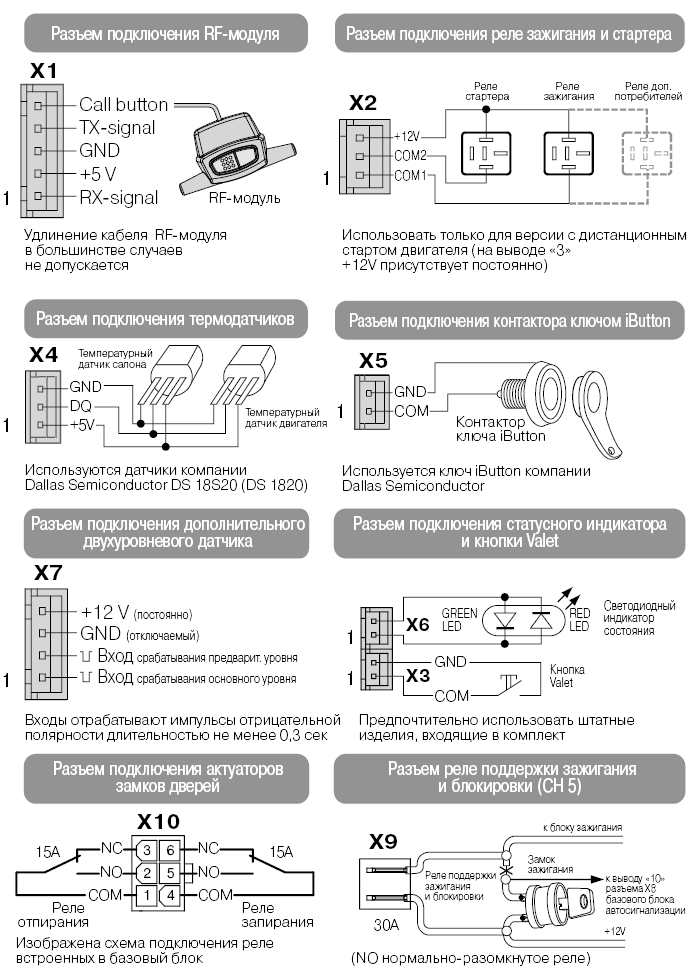 Разъем подключения RF-модуля
X1
Call button
TX-signal
GND
+5 V
1
RX-signal
RF-модуль
Удлинение кабеля RF-модуля
в большинстве случаев
не допускается
Разъем подключения реле зажигания и стартера
X2
Реле
стартера
Реле
зажигания
Реле доп.
потребителей
+12V
COM2
1
COM1
Использовать только для версии с дистанционным
стартом двигателя (на выводе «3»
+12V присутствует постоянно)
Разъем подключения термодатчиков
X4
Температурный
датчик салона
GND
DQ
1
+5V
Температурный
датчик двигателя
Используются датчики компании
Dallas Semiconductor DS 18S20 (DS 1820)
Разъем подключения контактора ключом iButton
X5
GND
1
COM
Контактор
ключа iButton
Используется ключ iButton компании
Dallas Semiconductor
Разъем подключения дополнительного
двухуровневого датчика
X7
+12 V (постоянно)
GND (отключаемый)
Вход срабатывания предварит. уровня
1
Вход срабатывания основного уровня
Входы отрабатывают импульсы отрицательной
полярности длительностью не менее 0,3 сек
Разъем подключения статусного индикатора
и кнопки Valet
X6
1
GREEN
LED
RED
LED
Светодиодный
индикатор
состояния
X3
1
GND
COM
Кнопка
Valet
Предпочтительно использовать штатные
изделия, входящие в комплект
Разъем подключения актуаторов
замков дверей
X10
15A
NC 3 6 NC
15A
NO 2 5 NO
COM 1 4 COM
Реле
отпирания
Реле
запирания
Изображена схема подключения реле
встроенных в базовый блок
Разъем реле поддержки зажигания
и блокировки (CH 5)
X9
30A
Реле поддержки
зажигания
и блокировки
к блоку зажигания
Замок
зажигания
к выводу «10»
разъема X8
базового блока
автосигнализации
+12V
(NO нормально-разомкнутое реле)